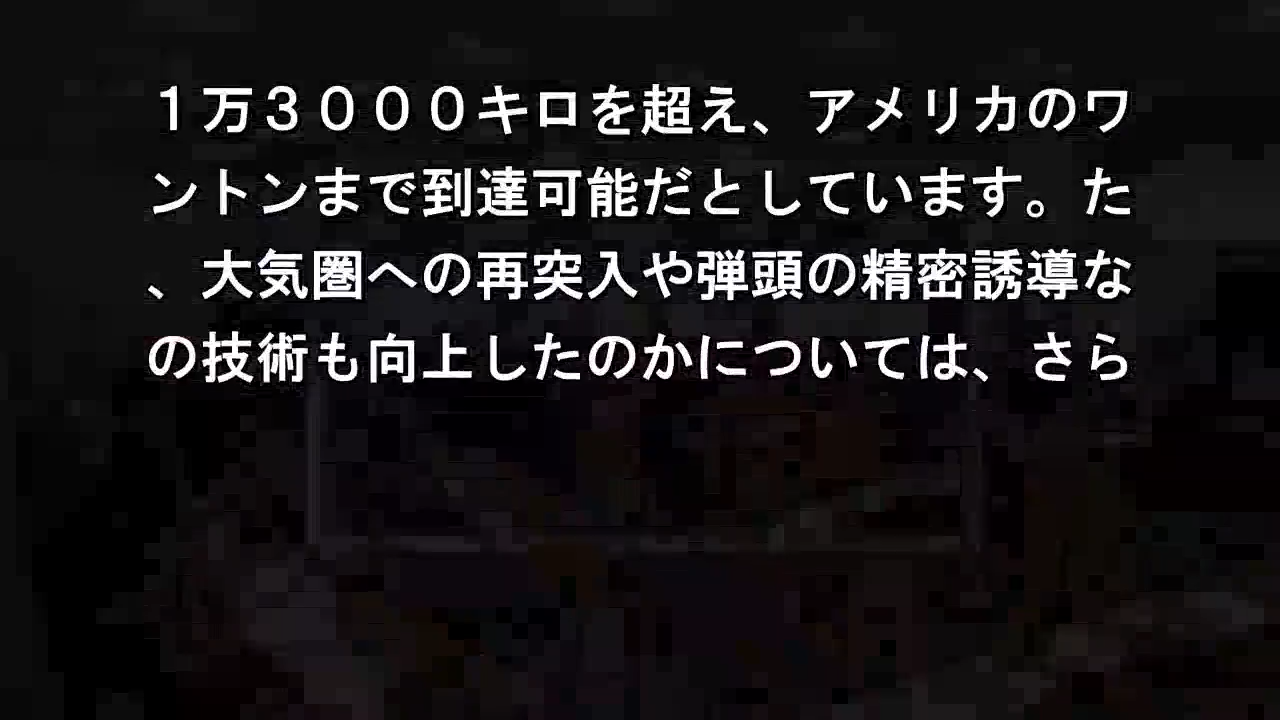 １万３０００キロを超え、アメリカのワ
ントンまで到達可能だとしています。た
、大気圏への再突入や弾頭の精密誘導な
の技術も向上したのかについては、さら